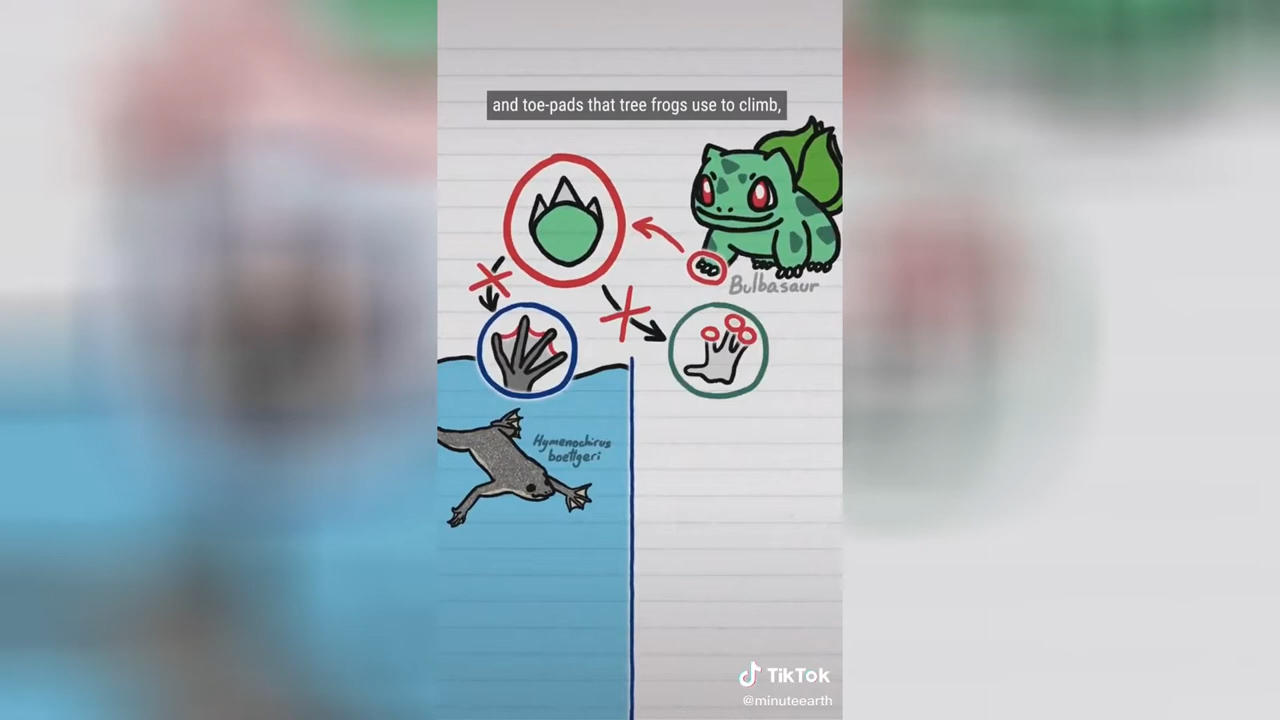 and toe-pads that tree frogs use to climb,
Bulbasaur
Hymenochirus
boettgeri
TikTok
@minuteearth